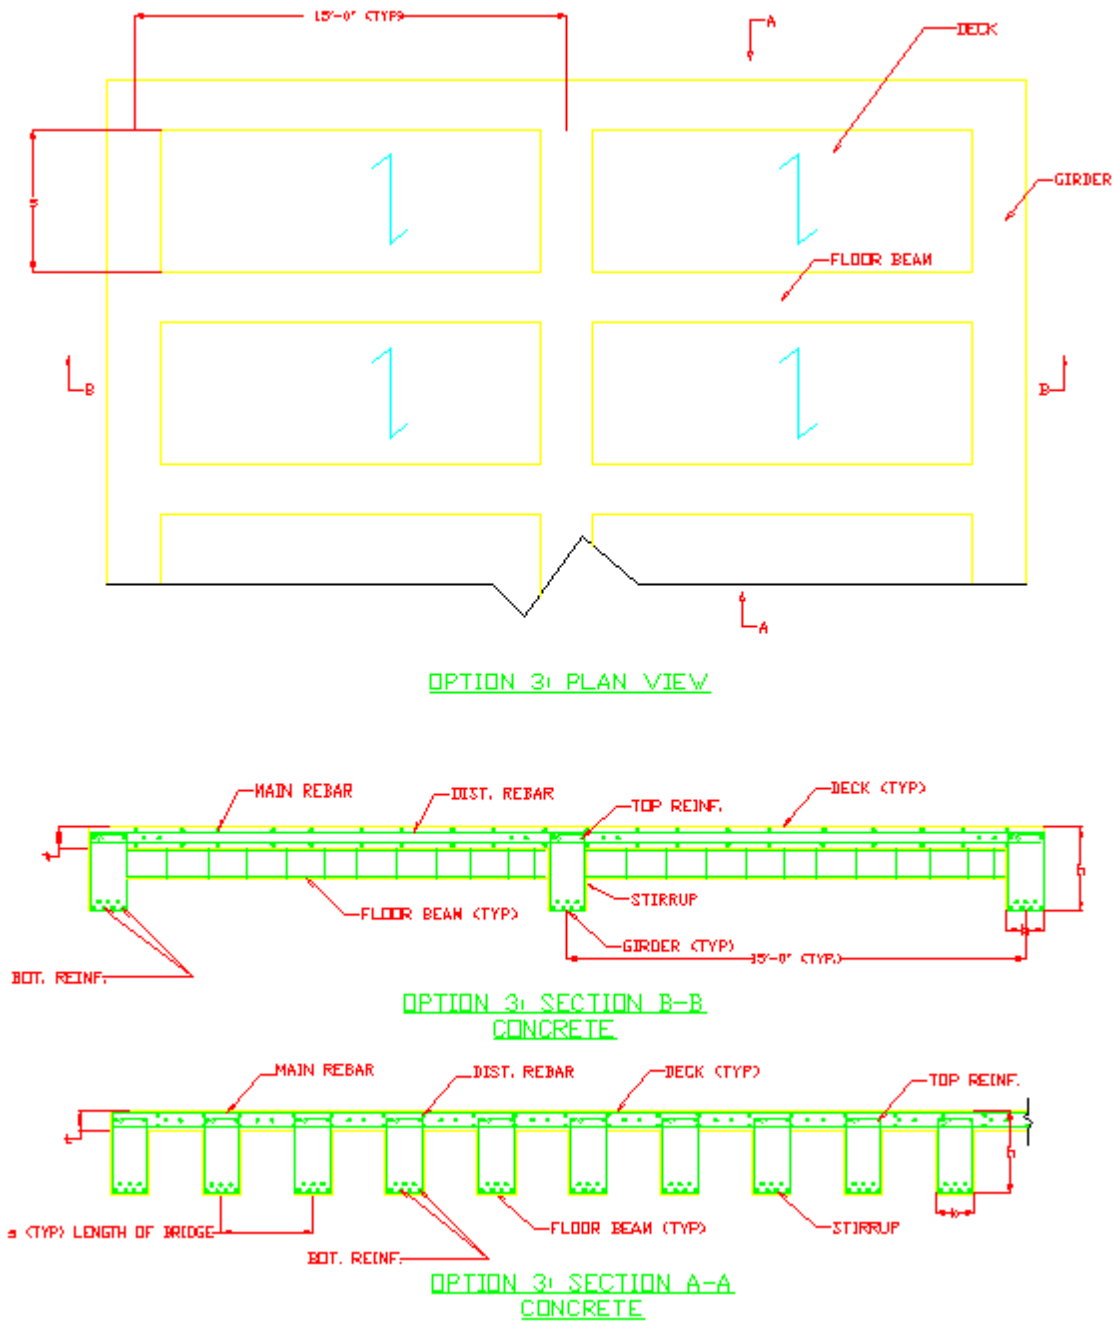 15'-0" (TYP)
A
DECK
GIRDER
s
FLOOR BEAM
B
B
A
OPTION 3: PLAN VIEW
MAIN REBAR
DIST. REBAR
DECK (TYP)
TOP REINF.
t
h
FLOOR BEAM (TYP)
STIRRUP
b
GIRDER (TYP)
15'-0" (TYP.)
BOT. REINF.
OPTION 3: SECTION B-B
CONCRETE
MAIN REBAR
DIST. REBAR
DECK (TYP)
TOP REINF.
t
h
b
s (TYP) LENGTH OF BRIDGE
FLOOR BEAM (TYP)
STIRRUP
BOT. REINF.
OPTION 3: SECTION A-A
CONCRETE